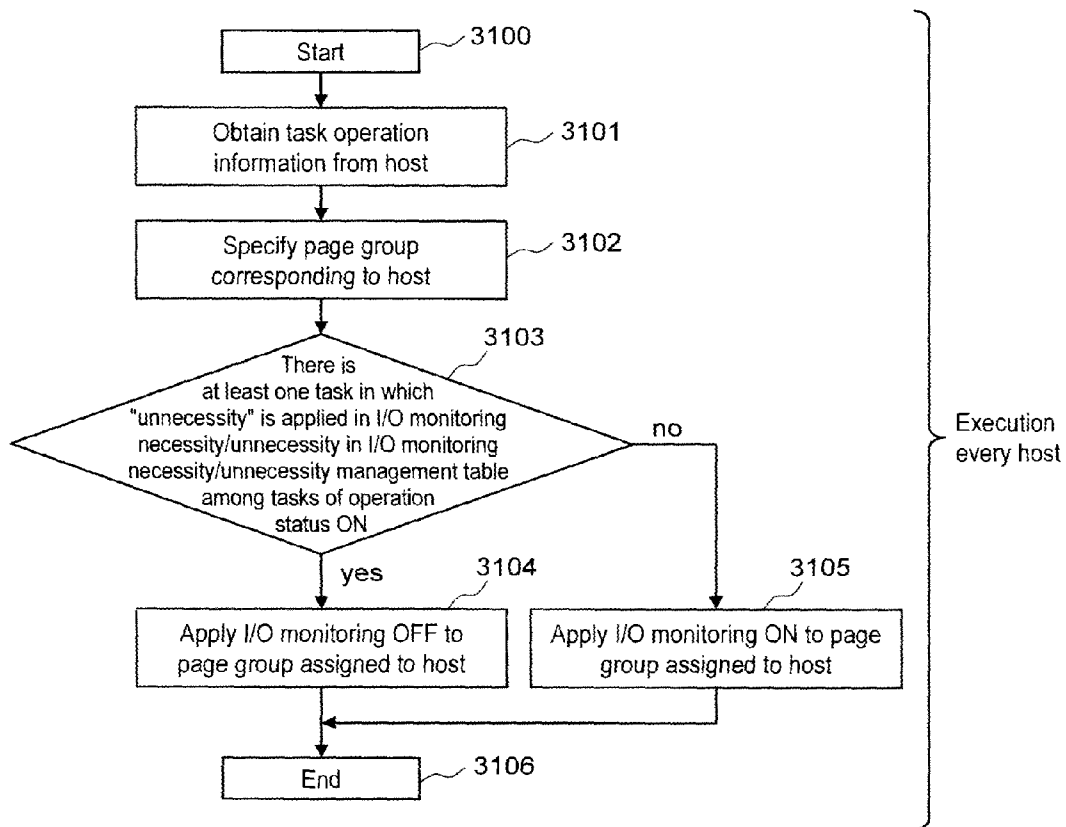 Start
3100
Obtain task operation
information from host
3101
Specify page group
corresponding to host
3102
3103
There is
at least one task in which
"unnecessity" is applied in I/O monitoring
necessity/unnecessity in I/O monitoring
necessity/unnecessity management table
among tasks of operation
status ON
no
yes
Execution
every host
3104
Apply I/O monitoring OFF to
page group assigned to host
3105
Apply I/O monitoring ON to page
group assigned to host
End
3106